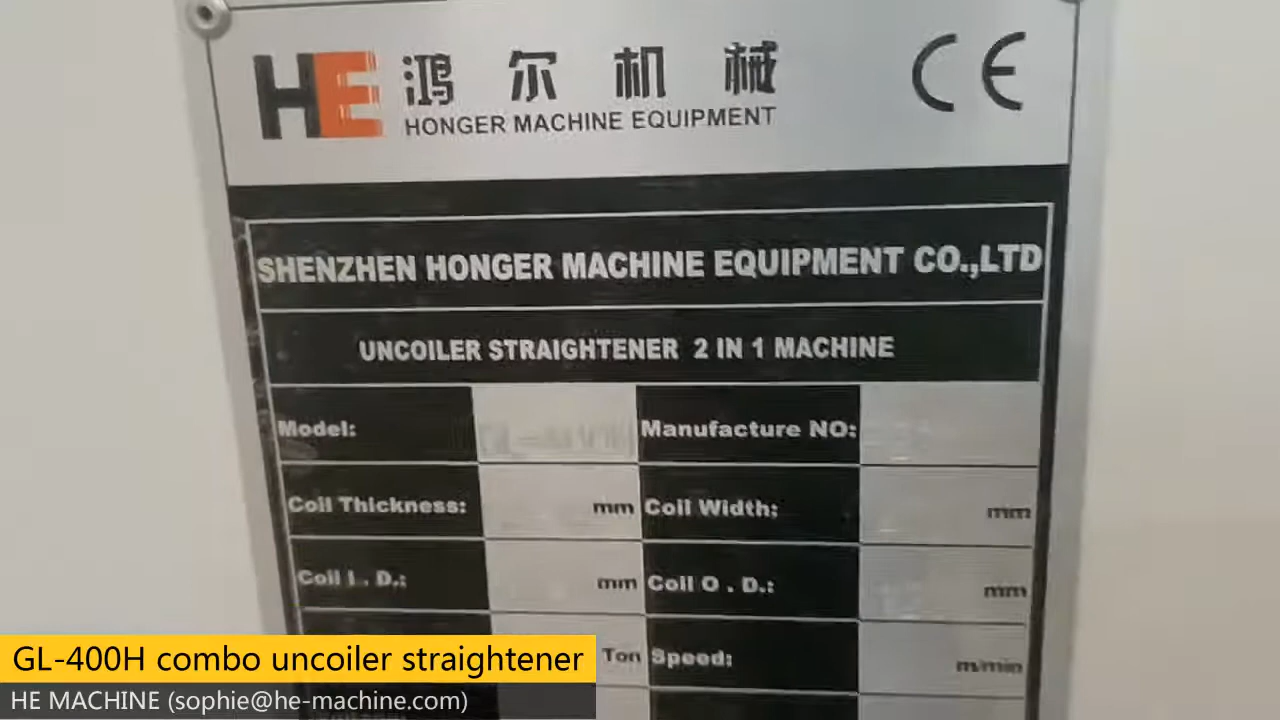 HE 鸿尔机械
HONGER MACHINE EQUIPMENT
CE
SHENZHEN HONGER MACHINE EQUIPMENT CO.,LTD
UNCOILER STRAIGHTENER 2 IN 1 MACHINE
Model: Manufacture NO:
Coil Thickness: mm Coil Width: mm
Coil I. D.: mm Coil O. D.: mm
Ton Speed: m/min
GL-400H combo uncoiler straightener
HE MACHINE (sophie@he-machine.com)